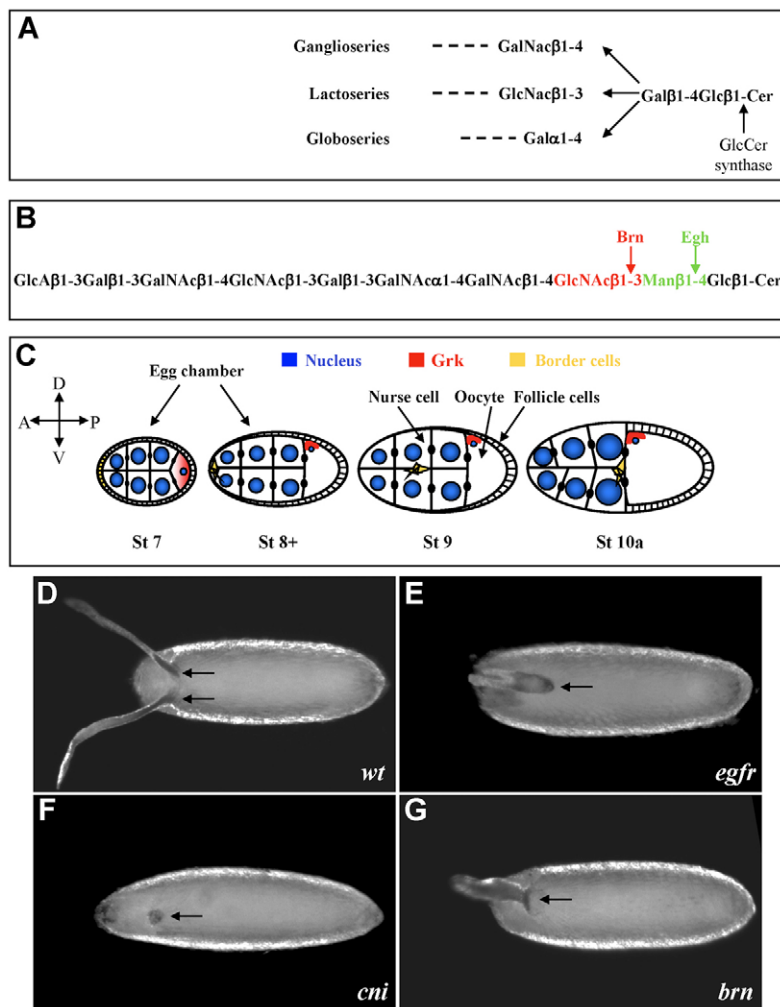 A
Ganglioseries GalNacβ1-4
Lactoseries GlcNacβ1-3 Galβ1-4Glcβ1-Cer
Globoseries Galα1-4
GlcCer
synthase
B
Brn Egh
GlcAβ1-3Galβ1-3GalNAcβ1-4GlcNAcβ1-3Galβ1-3GalNAcα1-4GalNAcβ1-4GlcNAcβ1-3Manβ1-4Glcβ1-Cer
C
Nucleus Grk Border cells
Egg chamber
Nurse cell Oocyte Follicle cells
D
A P
V
St 7 St 8+ St 9 St 10a
D
wt
E
egfr
F
cni
G
brn